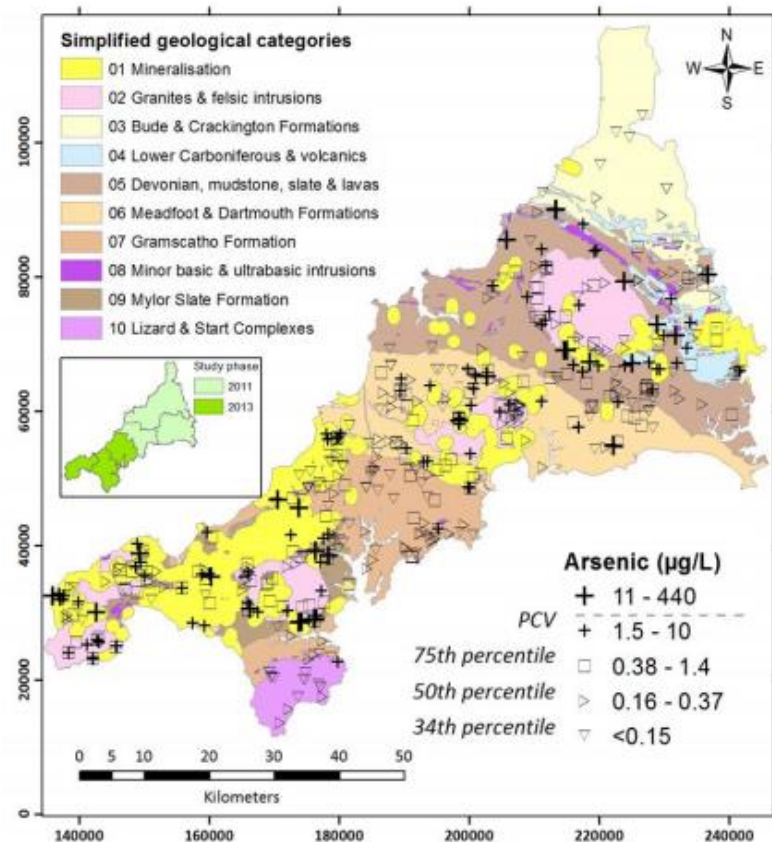 Simplified geological categories
01 Mineralisation
02 Granites & felsic intrusions
03 Bude & Crackington Formations
04 Lower Carboniferous & volcanics
05 Devonian, mudstone, slate & lavas
06 Meadfoot & Dartmouth Formations
07 Gramscatho Formation
08 Minor basic & ultrabasic intrusions
09 Mylor Slate Formation
10 Lizard & Start Complexes
N
W E
S
Study phase
2011
2013
Arsenic (µg/L)
11 - 440
PCV
1.5 - 10
75th percentile
0.38 - 1.4
50th percentile
0.16 - 0.37
34th percentile
<0.15
0 5 10 20 30 40 50
Kilometers
100000
80000
60000
40000
20000
0
140000 160000 180000 200000 220000 240000